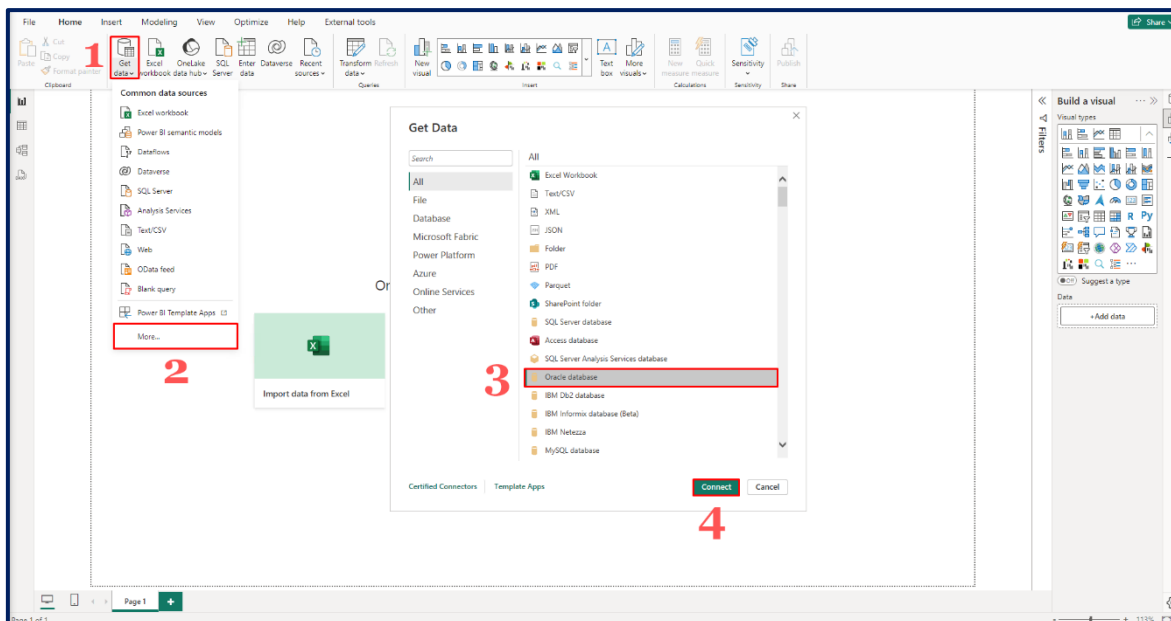 File Home Insert Modeling View Optimize Help External tools
Share
Cut
Copy
Format painter
Paste
Clipboard
1
Get data
Excel workbook
OneLake data hub
SQL Server
Enter data
Dataverse
Recent sources
Transform data
Refresh
Queries
New visual
Text box
More visuals
Insert
New measure
Quick measure
Calculations
Sensitivity
Sensitivity
Publish
Share
Common data sources
Excel workbook
Power BI semantic models
Dataflows
Dataverse
SQL Server
Analysis Services
Text/CSV
Web
OData feed
Blank query
Power BI Template Apps
More...
2
Or
Import data from Excel
Get Data
Search
All
File
Database
Microsoft Fabric
Power Platform
Azure
Online Services
Other
All
Excel Workbook
Text/CSV
XML
JSON
Folder
PDF
Parquet
SharePoint folder
SQL Server database
Access database
SQL Server Analysis Services database
3
Oracle database
IBM Db2 database
IBM Informix database (Beta)
IBM Netezza
MySQL database
Certified Connectors
Template Apps
Connect
Cancel
4
Filters
Build a visual
Visual types
R Py
Off Suggest a type
Data
+Add data
Page 1
Page 1 of 1
113%